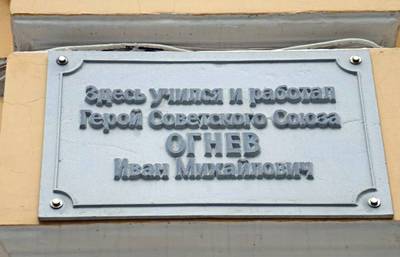 Здесь учился и работал
Герой Советского Союза
ОГНЕВ
Иван Михайлович